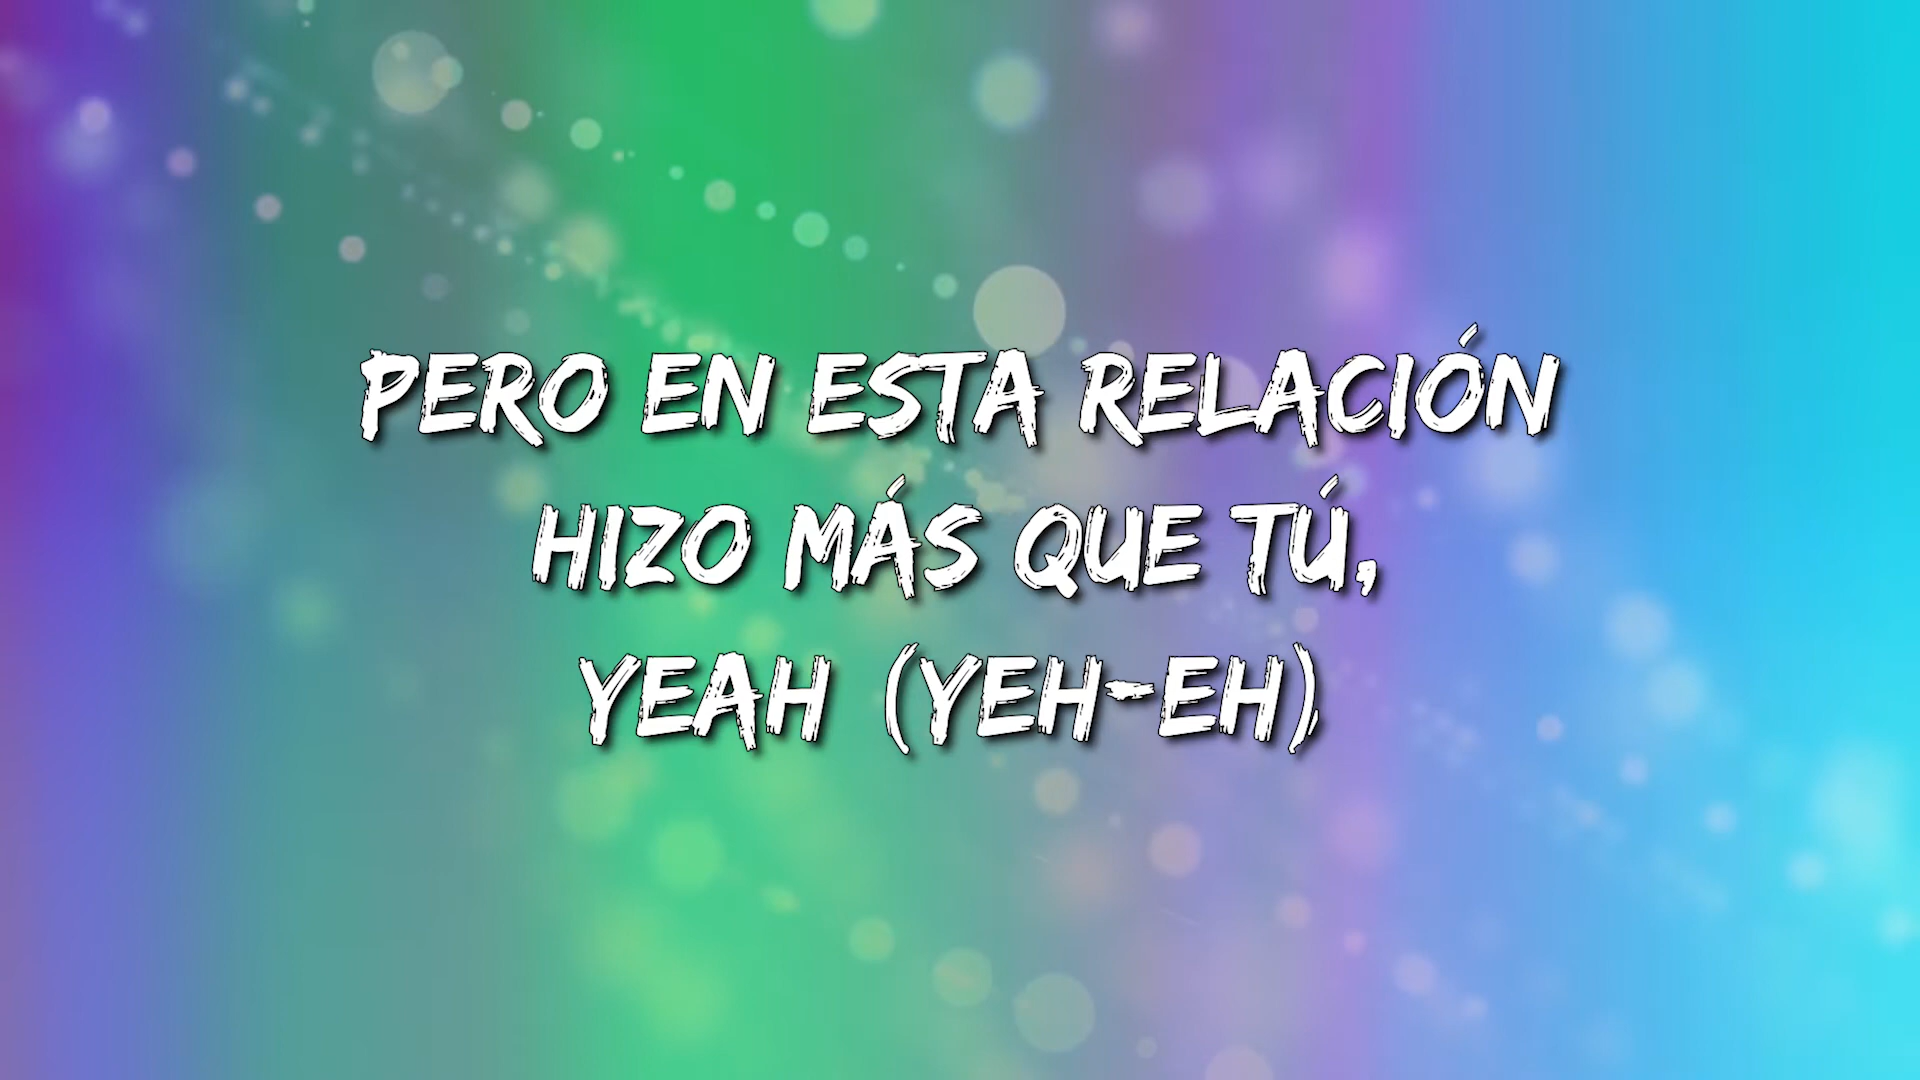 PERO EN ESTA RELACIÓN
HIZO MÁS QUE TÚ,
YEAH (YEH-EH)